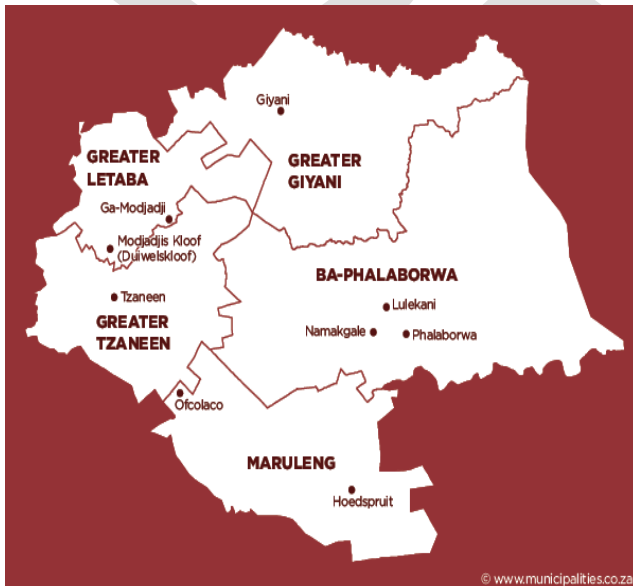 Giyani
GREATER
LETABA
GREATER
GIYANI
Ga-Modjadji
Modjadjis Kloof
(Duiwelskloof)
BA-PHALABORWA
Tzaneen
Lulekani
GREATER
TZANEEN
Namakgale
Phalaborwa
Ofcolaco
MARULENG
Hoedspruit
© www.municipalities.co.za